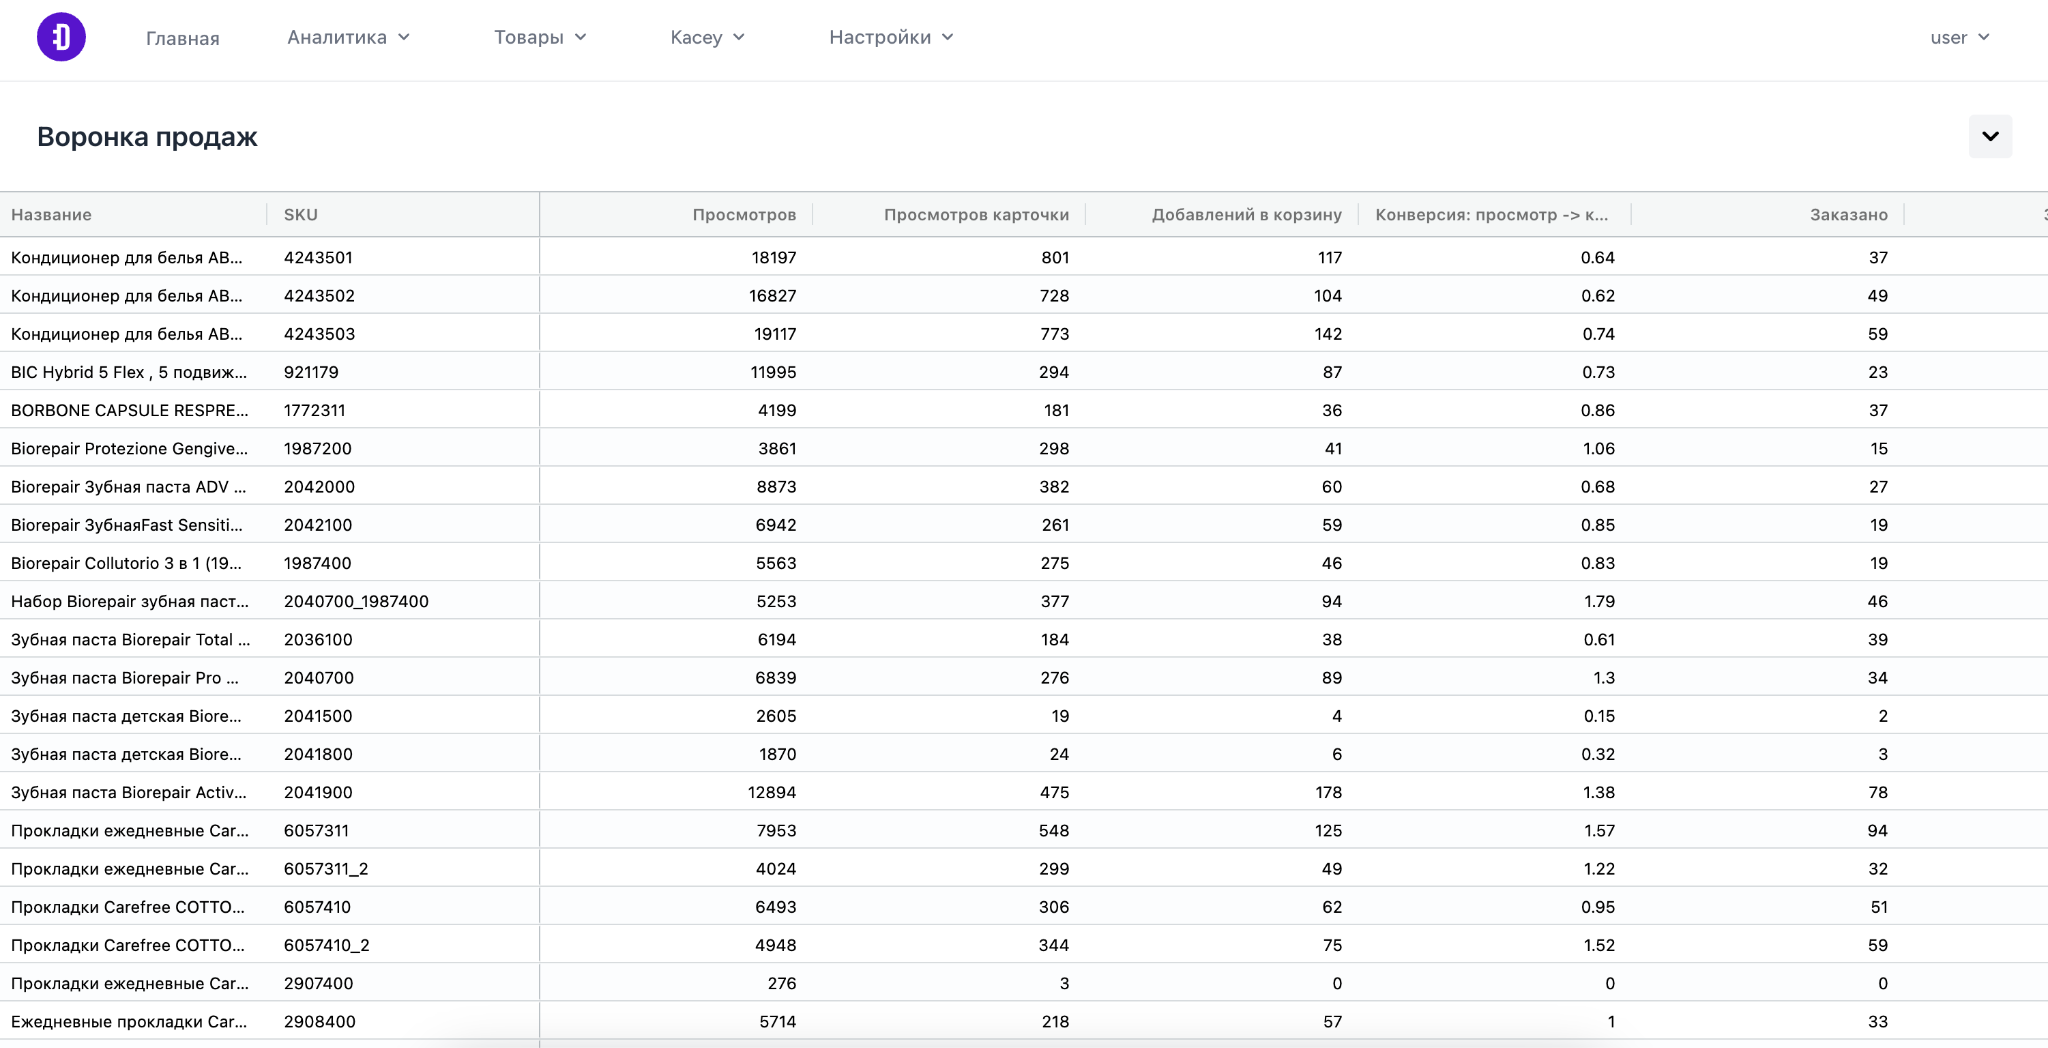 Главная Аналитика Товары Kacey Настройки user
Воронка продаж
Название SKU Просмотров Просмотров карточки Добавлений в корзину Конверсия: просмотр -> к... Заказано
Кондиционер для белья AB... 4243501 18197 801 117 0.64 37
Кондиционер для белья AB... 4243502 16827 728 104 0.62 49
Кондиционер для белья AB... 4243503 19117 773 142 0.74 59
BIC Hybrid 5 Flex , 5 подвиж... 921179 11995 294 87 0.73 23
BORBONE CAPSULE RESPRE... 1772311 4199 181 36 0.86 37
Biorepair Protezione Gengive... 1987200 3861 298 41 1.06 15
Biorepair Зубная паста ADV ... 2042000 8873 382 60 0.68 27
Biorepair ЗубнаяFast Sensiti... 2042100 6942 261 59 0.85 19
Biorepair Collutorio 3 в 1 (19... 1987400 5563 275 46 0.83 19
Набор Biorepair зубная паст... 2040700_1987400 5253 377 94 1.79 46
Зубная паста Biorepair Total ... 2036100 6194 184 38 0.61 39
Зубная паста Biorepair Pro ... 2040700 6839 276 89 1.3 34
Зубная паста детская Biore... 2041500 2605 19 4 0.15 2
Зубная паста детская Biore... 2041800 1870 24 6 0.32 3
Зубная паста Biorepair Activ... 2041900 12894 475 178 1.38 78
Прокладки ежедневные Car... 6057311 7953 548 125 1.57 94
Прокладки ежедневные Car... 6057311_2 4024 299 49 1.22 32
Прокладки Carefree COTTO... 6057410 6493 306 62 0.95 51
Прокладки Carefree COTTO... 6057410_2 4948 344 75 1.52 59
Прокладки ежедневные Car... 2907400 276 3 0 0 0
Ежедневные прокладки Car... 2908400 5714 218 57 1 33